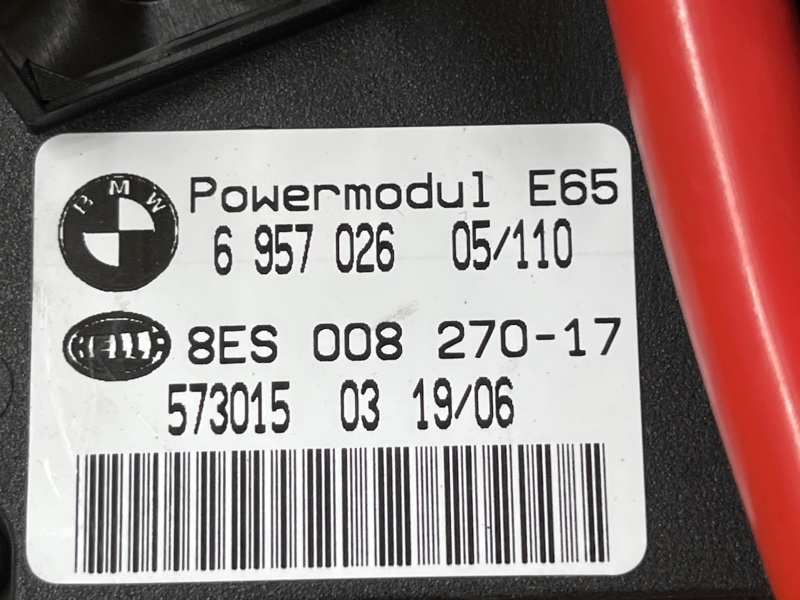 BMW
Powermodul E65
6 957 026 05/110
HELLA
8ES 008 270-17
573015 03 19/06